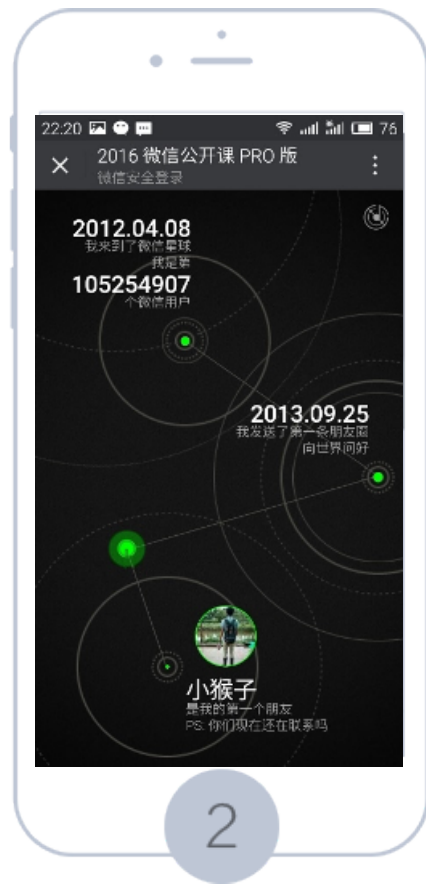 22:20
76
2016 微信公开课 PRO 版
微信安全登录
2012.04.08
我来到了微信星球
我是第
105254907
个微信用户
2013.09.25
我发送了第一条朋友圈
向世界问好
小猴子
是我的第一个朋友
PS. 你们现在还在联系吗
2